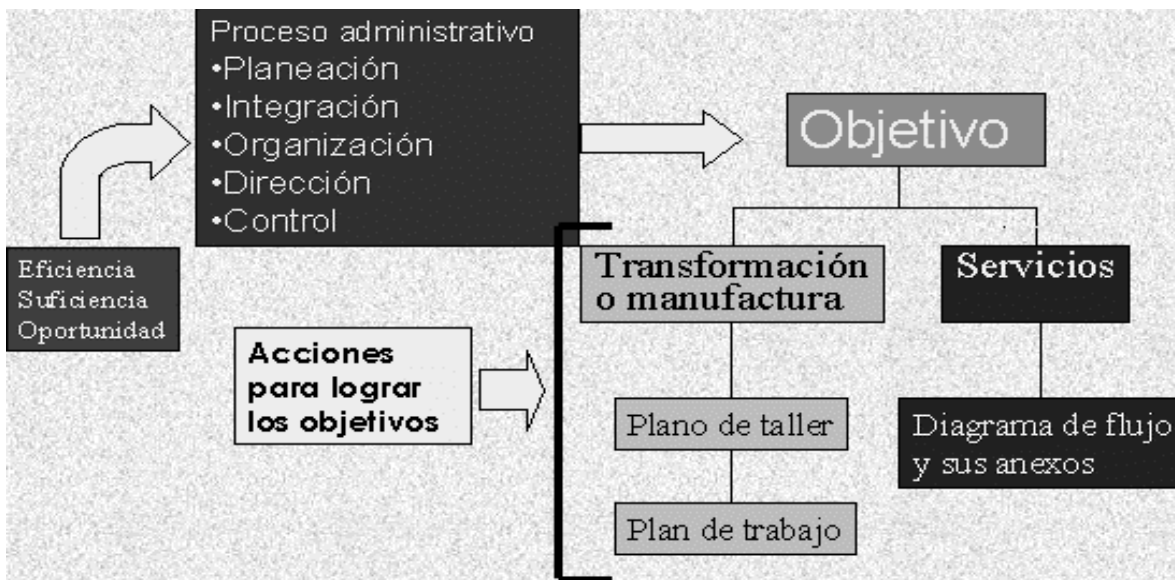 Proceso administrativo
•Planeación
•Integración
•Organización
•Dirección
•Control
Objetivo
Eficiencia
Suficiencia
Oportunidad
Transformación
o manufactura
Servicios
Acciones
para lograr
los objetivos
Plano de taller
Diagrama de flujo
y sus anexos
Plan de trabajo